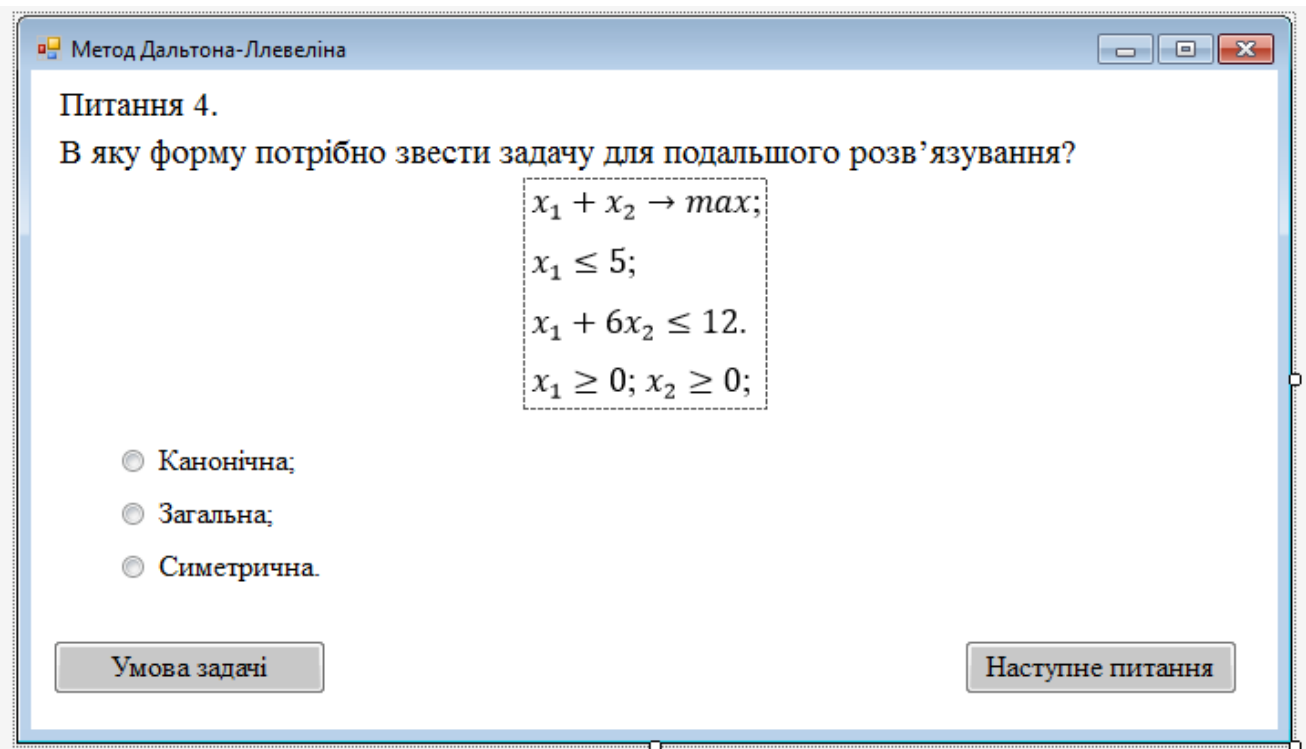 Метод Дальтона-Ллевеліна
Питання 4.
В яку форму потрібно звести задачу для подальшого розв’язування?
x₁ + x₂ → max;
x₁ ≤ 5;
x₁ + 6x₂ ≤ 12.
x₁ ≥ 0; x₂ ≥ 0;
Канонічна;
Загальна;
Симетрична.
Умова задачі
Наступне питання